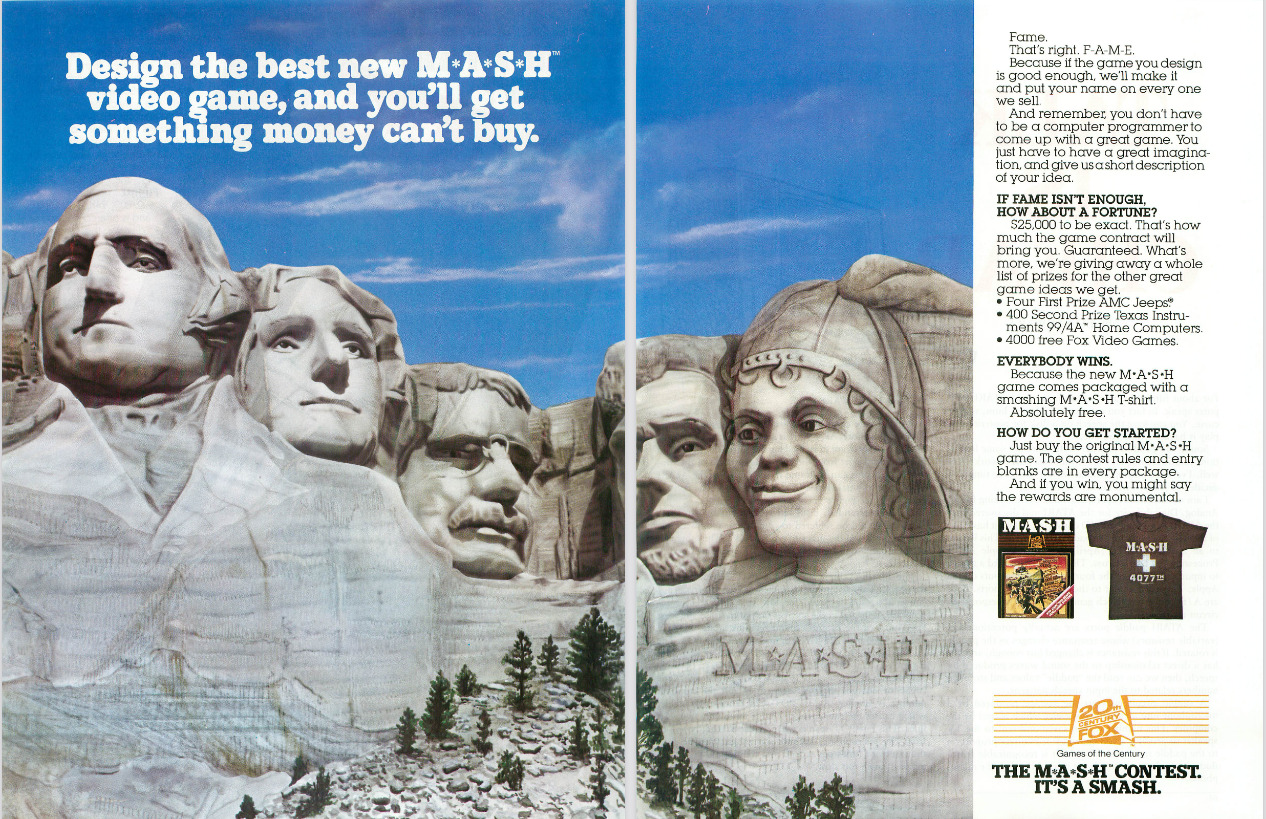 Design the best new M*A*S*H™
video game, and you'll get
something money can't buy.
M*A*S*H
Fame.
That's right. F-A-M-E.
Because if the game you design
is good enough, we'll make it
and put your name on every one
we sell.
And remember, you don't have
to be a computer programmer to
come up with a great game. You
just have to have a great imagina-
tion, and give us a short description
of your idea.
IF FAME ISN'T ENOUGH,
HOW ABOUT A FORTUNE?
$25,000 to be exact. That's how
much the game contract will
bring you. Guaranteed. What's
more, we're giving away a whole
list of prizes for the other great
game ideas we get.
• Four First Prize AMC Jeeps.®
• 400 Second Prize Texas Instru-
ments 99/4A™ Home Computers.
• 4000 free Fox Video Games.
EVERYBODY WINS.
Because the new M•A•S•H
game comes packaged with a
smashing M•A•S•H T-shirt.
Absolutely free.
HOW DO YOU GET STARTED?
Just buy the original M•A•S•H
game. The contest rules and entry
blanks are in every package.
And if you win, you might say
the rewards are monumental.
M•A•S•H
M•A•S•H
4077TH
20th
CENTURY
FOX
Games of the Century
THE M*A*S*H™ CONTEST.
IT'S A SMASH.